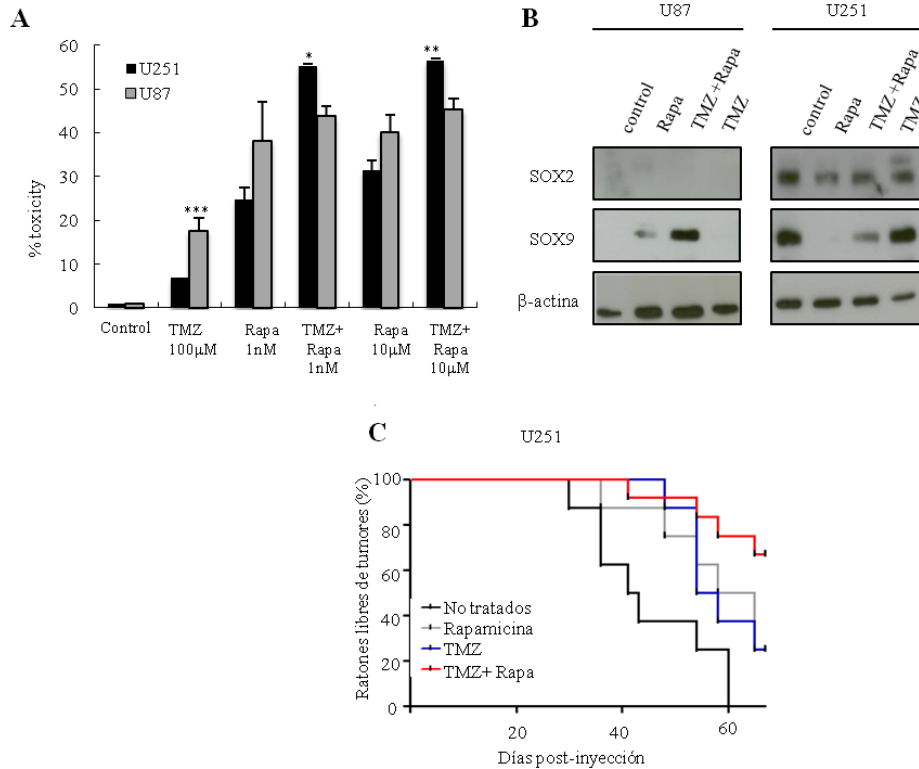 A
60
50
40
30
20
10
0
% toxicity
U251
U87
***
*
**
Control
TMZ
100µM
Rapa
1nM
TMZ+
Rapa
1nM
Rapa
10µM
TMZ+
Rapa
10µM
B
U87
U251
control
Rapa
TMZ+Rapa
TMZ
control
Rapa
TMZ+Rapa
TMZ
SOX2
SOX9
β-actina
C
U251
Ratones libres de tumores (%)
100
80
60
40
20
0
No tratados
Rapamicina
TMZ
TMZ+ Rapa
20
40
60
Días post-inyección